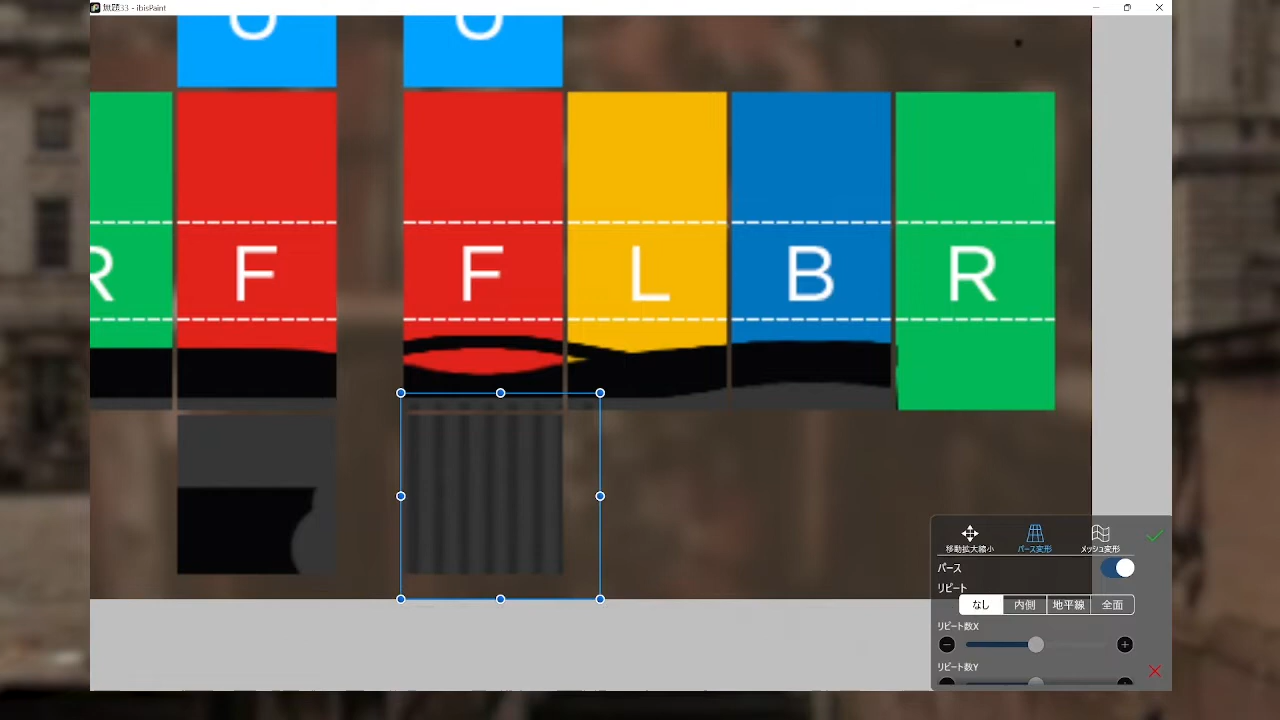 無題33 - ibisPaint
U U
R F F L B R
移動拡大縮小 パース変形 メッシュ変形
パース
リピート
なし 内側 地平線 全面
リピート数X
リピート数Y